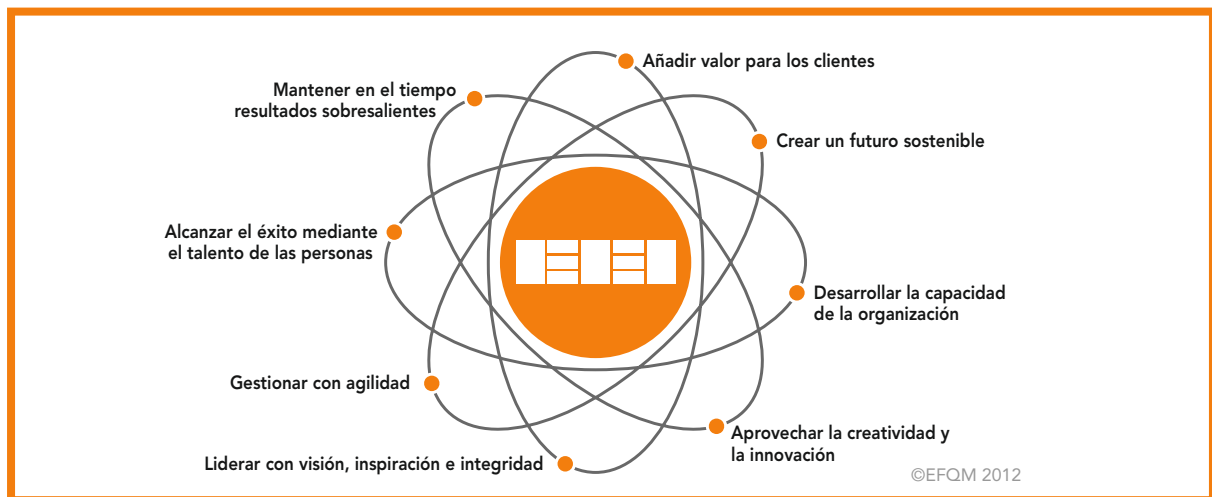 Añadir valor para los clientes
Crear un futuro sostenible
Desarrollar la capacidad
de la organización
Aprovechar la creatividad y
la innovación
Liderar con visión, inspiración e integridad
Gestionar con agilidad
Alcanzar el éxito mediante
el talento de las personas
Mantener en el tiempo
resultados sobresalientes
©EFQM 2012